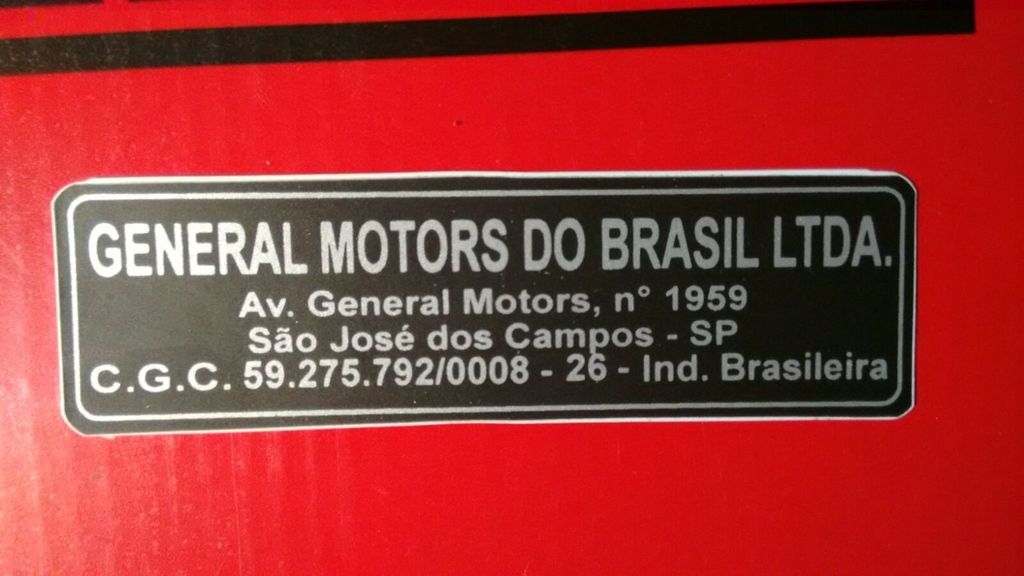 GENERAL MOTORS DO BRASIL LTDA.
Av. General Motors, n° 1959
São José dos Campos - SP
C.G.C. 59.275.792/0008 - 26 - Ind. Brasileira